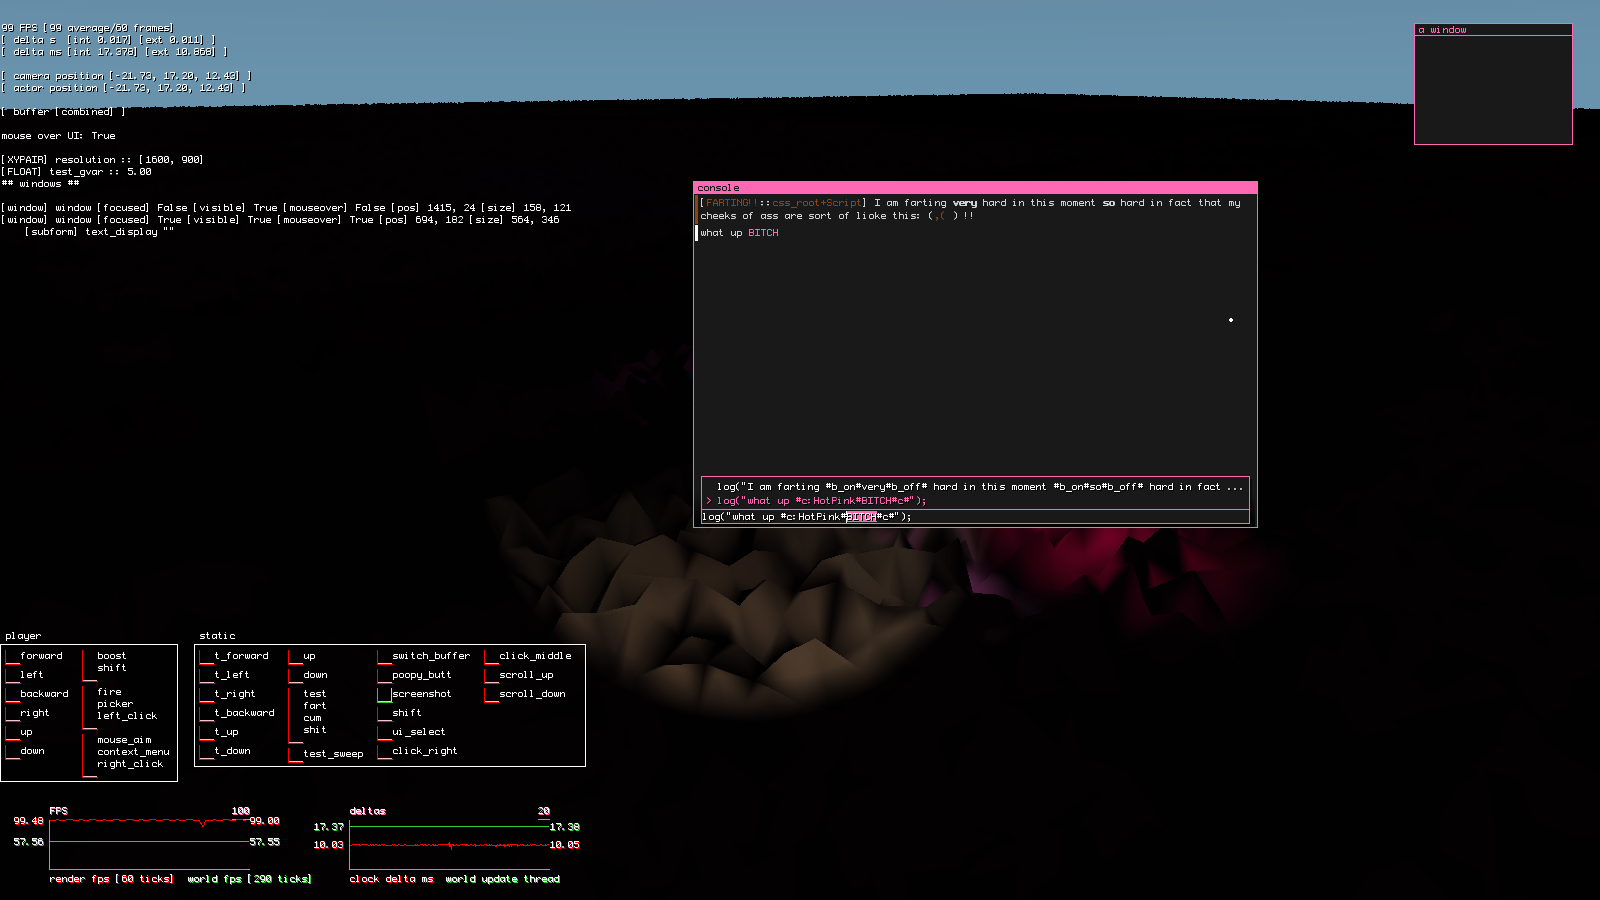 99 FPS [99 average/60 frames]
[ delta s  [int 0.017] [ext 0.011] ]
[ delta ms [int 17.378] [ext 10.868] ]
[ camera position [-21.73, 17.20, 12.43] ]
[ actor position [-21.73, 17.20, 12.43] ]
[ buffer [combined] ]
mouse over UI: True
[XYPAIR] resolution :: [1600, 900]
[FLOAT] test_gvar :: 5.00
## windows ##
[window] window [focused] False [visible] True [mouseover] False [pos] 1415, 24 [size] 158, 121
[window] window [focused] True [visible] True [mouseover] True [pos] 694, 182 [size] 564, 346
[subform] text_display ""
a window
console
[FARTING!!::css_root+Script] I am farting very hard in this moment so hard in fact that my
cheeks of ass are sort of lioke this: (,( ) !!
what up BITCH
log("I am farting #b_on#very#b_off# hard in this moment #b_on#so#b_off# hard in fact ...
> log("what up #c:HotPink#BITCH#c#");
log("what up #c:HotPink#BITCH#c#");
player
forward
left
backward
right
up
down
boost
shift
fire
picker
left_click
mouse_aim
context_menu
right_click
static
t_forward
t_left
t_right
t_backward
t_up
t_down
up
down
test
fart
cum
shit
test_sweep
switch_buffer
poopy_butt
screenshot
shift
ui_select
click_right
click_middle
scroll_up
scroll_down
FPS 100
99.48 99.00
57.56 57.55
render fps [60 ticks] world fps [290 ticks]
deltas 20
17.37 17.38
10.03 10.05
clock delta ms world update thread